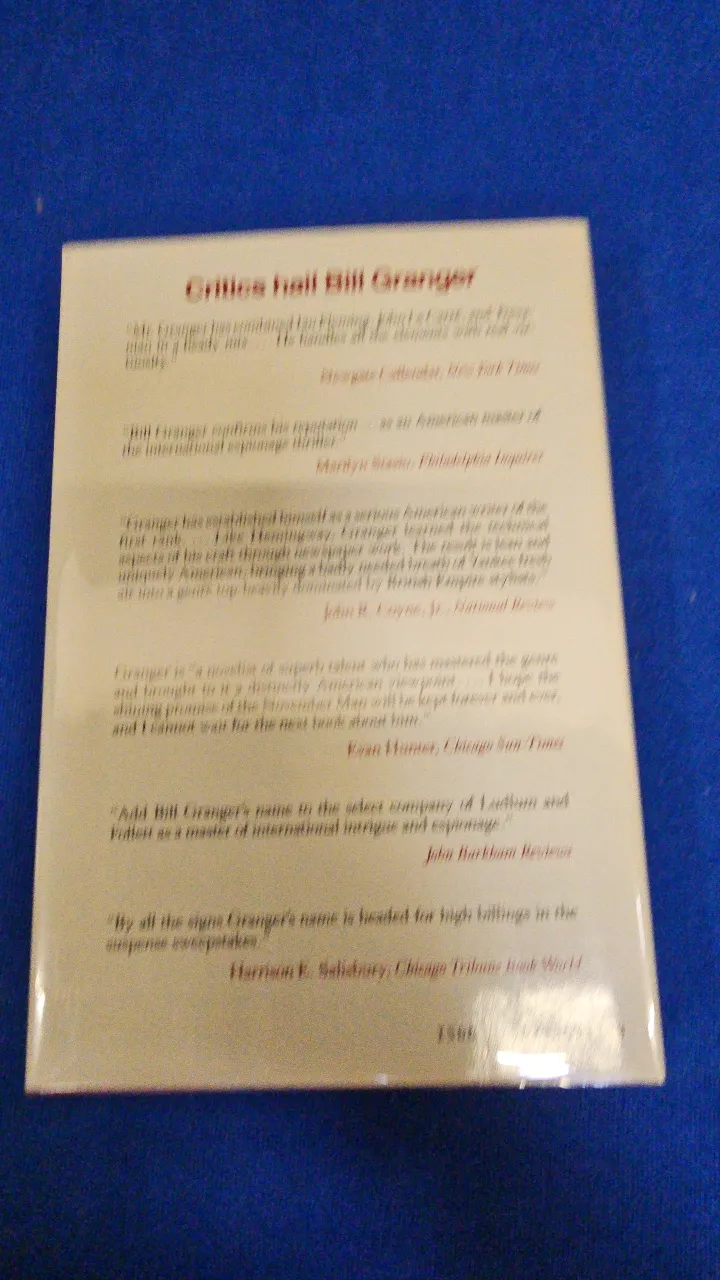 Critics hail Bill Granger
"Mr. Granger has combined Ian Fleming, John Le Carré, and
man in a heady mix . . . . He handles all the elements with real
"Bill Granger confirms his reputation . . . as an American master of
the international espionage thriller."
Marilyn Stasio, Philadelphia Inquirer
"Granger has established himself as a serious American writer of the
first rank. . . . Like Hemingway, Granger learned the technical
aspects of his craft through newspaper work. The result is lean and
uniquely American, bringing a badly needed breath of fresh
air into a genre top heavily dominated by British Empire stylists."
John R. Coyne, Jr., National Review
Granger is "a novelist of superb talent who has mastered the genre
and brought to it a distinctly American viewpoint. . . . I hope the
shining promise of the November Man will be kept forever and ever,
and I cannot wait for the next book about him."
Evan Hunter, Chicago Sun-Times
"Add Bill Granger's name to the select company of Ludlum and
Follett as a master of international intrigue and espionage."
John Barkham Reviews
"By all the signs Granger's name is headed for high billings in the
suspense sweepstakes."
Harrison E. Salisbury, Chicago Tribune Book World
ISBN